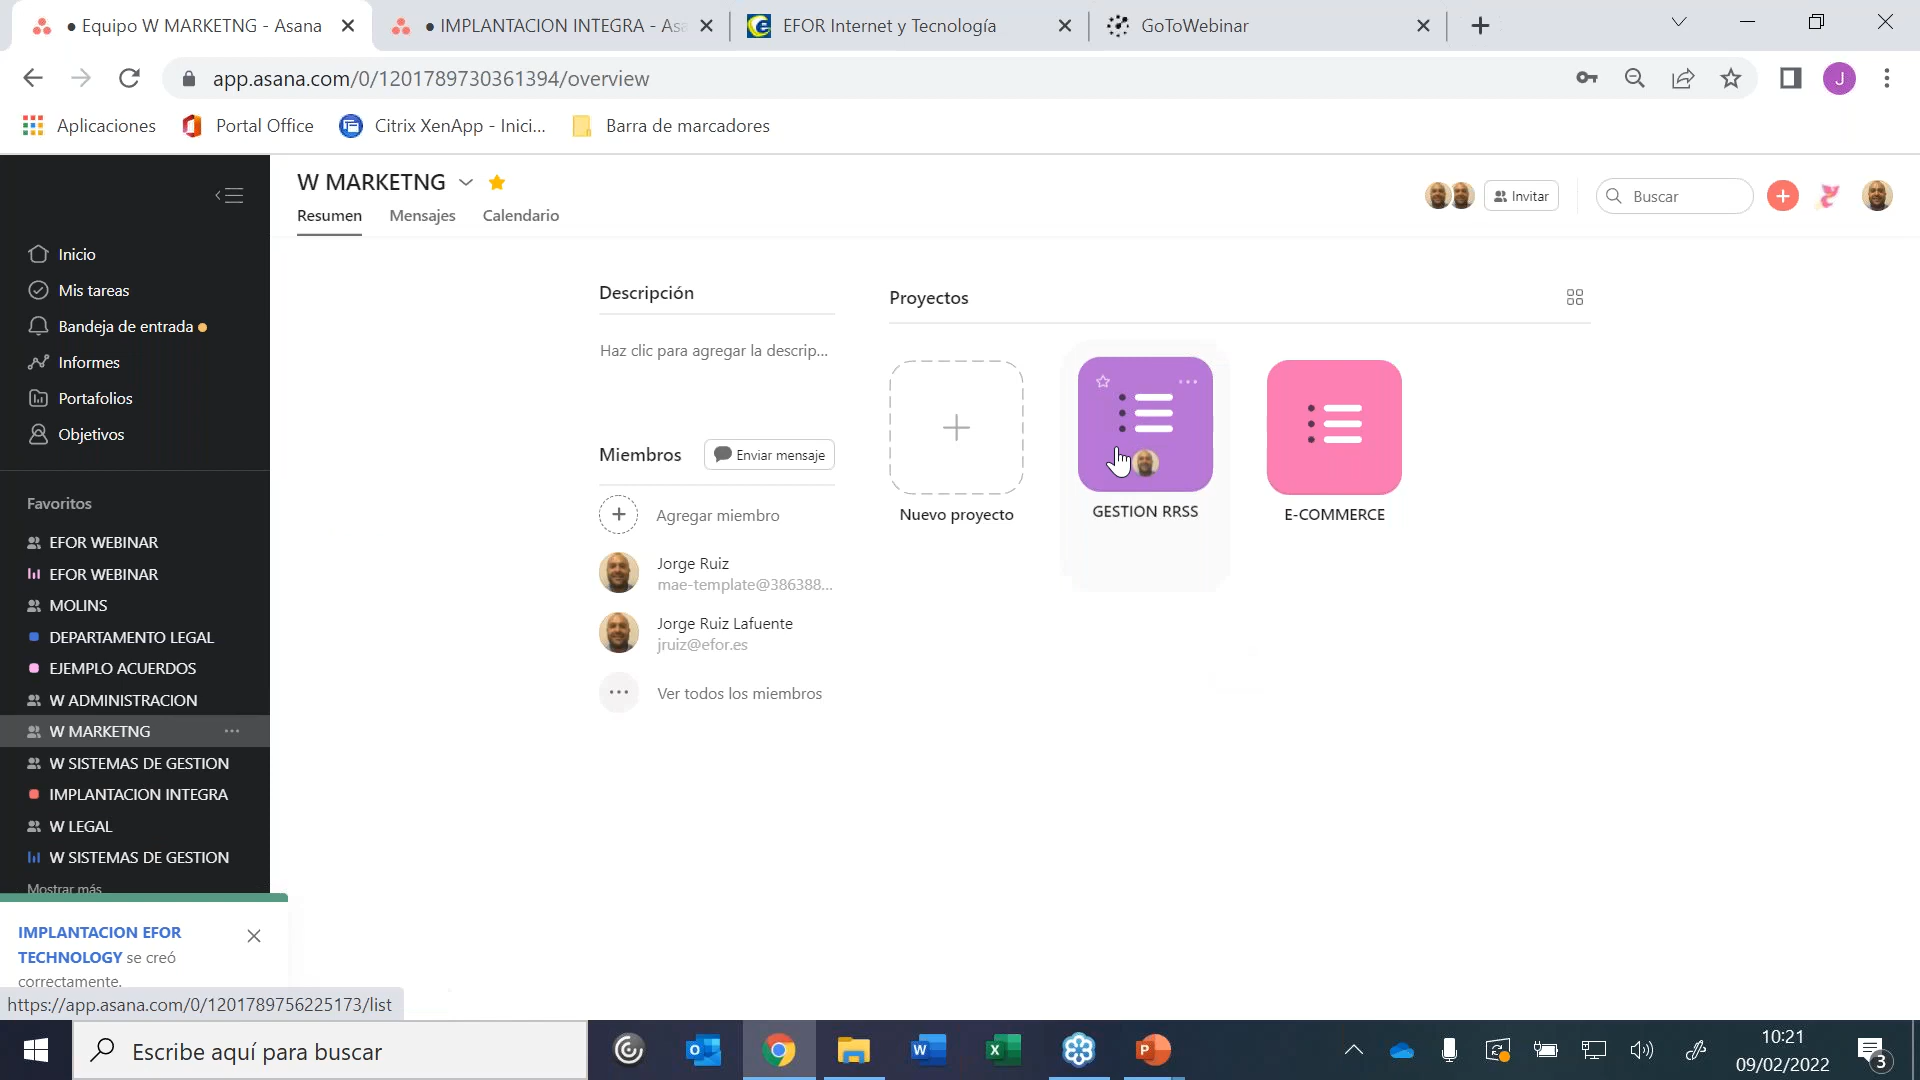 • Equipo W MARKETNG - Asana
• IMPLANTACION INTEGRA - Asa
EFOR Internet y Tecnología
GoToWebinar
app.asana.com/0/1201789730361394/overview
J
Aplicaciones
Portal Office
Citrix XenApp - Inici...
Barra de marcadores
W MARKETNG
Invitar
Buscar
Resumen
Mensajes
Calendario
Inicio
Mis tareas
Bandeja de entrada
Informes
Portafolios
Objetivos
Favoritos
EFOR WEBINAR
EFOR WEBINAR
MOLINS
DEPARTAMENTO LEGAL
EJEMPLO ACUERDOS
W ADMINISTRACION
W MARKETNG
W SISTEMAS DE GESTION
IMPLANTACION INTEGRA
W LEGAL
W SISTEMAS DE GESTION
Mostrar más
Descripción
Haz clic para agregar la descrip...
Miembros
Enviar mensaje
Agregar miembro
Jorge Ruiz
mae-template@386388...
Jorge Ruiz Lafuente
jruiz@efor.es
Ver todos los miembros
Proyectos
Nuevo proyecto
GESTION RRSS
E-COMMERCE
IMPLANTACION EFOR
TECHNOLOGY se creó
correctamente.
https://app.asana.com/0/1201789756225173/list
Escribe aquí para buscar
10:21
09/02/2022
3